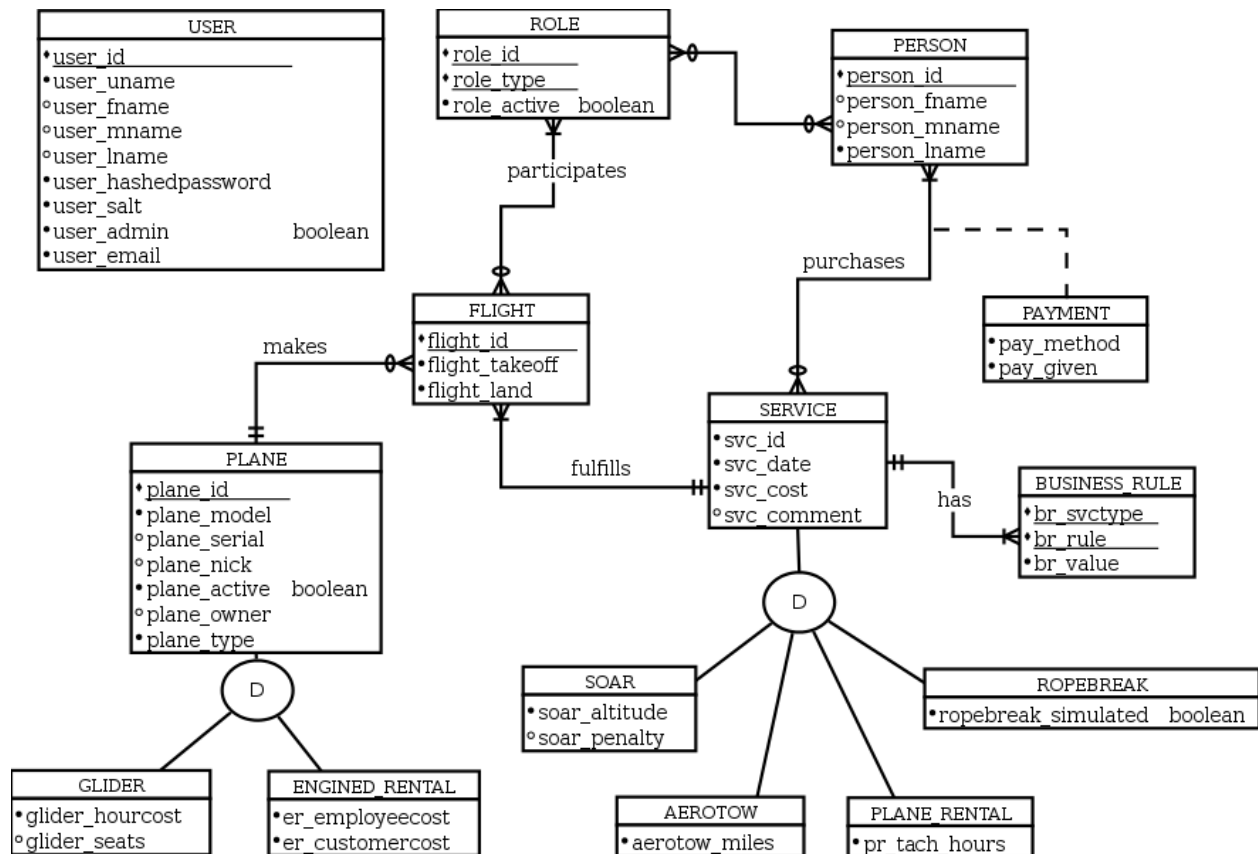 USER
user_id
user_uname
user_fname
user_mname
user_lname
user_hashedpassword
user_salt
user_admin boolean
user_email
ROLE
role_id
role_type
role_active boolean
PERSON
person_id
person_fname
person_mname
person_lname
participates
purchases
PAYMENT
pay_method
pay_given
FLIGHT
flight_id
flight_takeoff
flight_land
makes
PLANE
plane_id
plane_model
plane_serial
plane_nick
plane_active boolean
plane_owner
plane_type
fulfills
SERVICE
svc_id
svc_date
svc_cost
svc_comment
has
BUSINESS_RULE
br_svctype
br_rule
br_value
D
D
SOAR
soar_altitude
soar_penalty
ROPEBREAK
ropebreak_simulated boolean
GLIDER
glider_hourcost
glider_seats
ENGINED_RENTAL
er_employeecost
er_customercost
AEROTOW
aerotow_miles
PLANE_RENTAL
pr_tach_hours